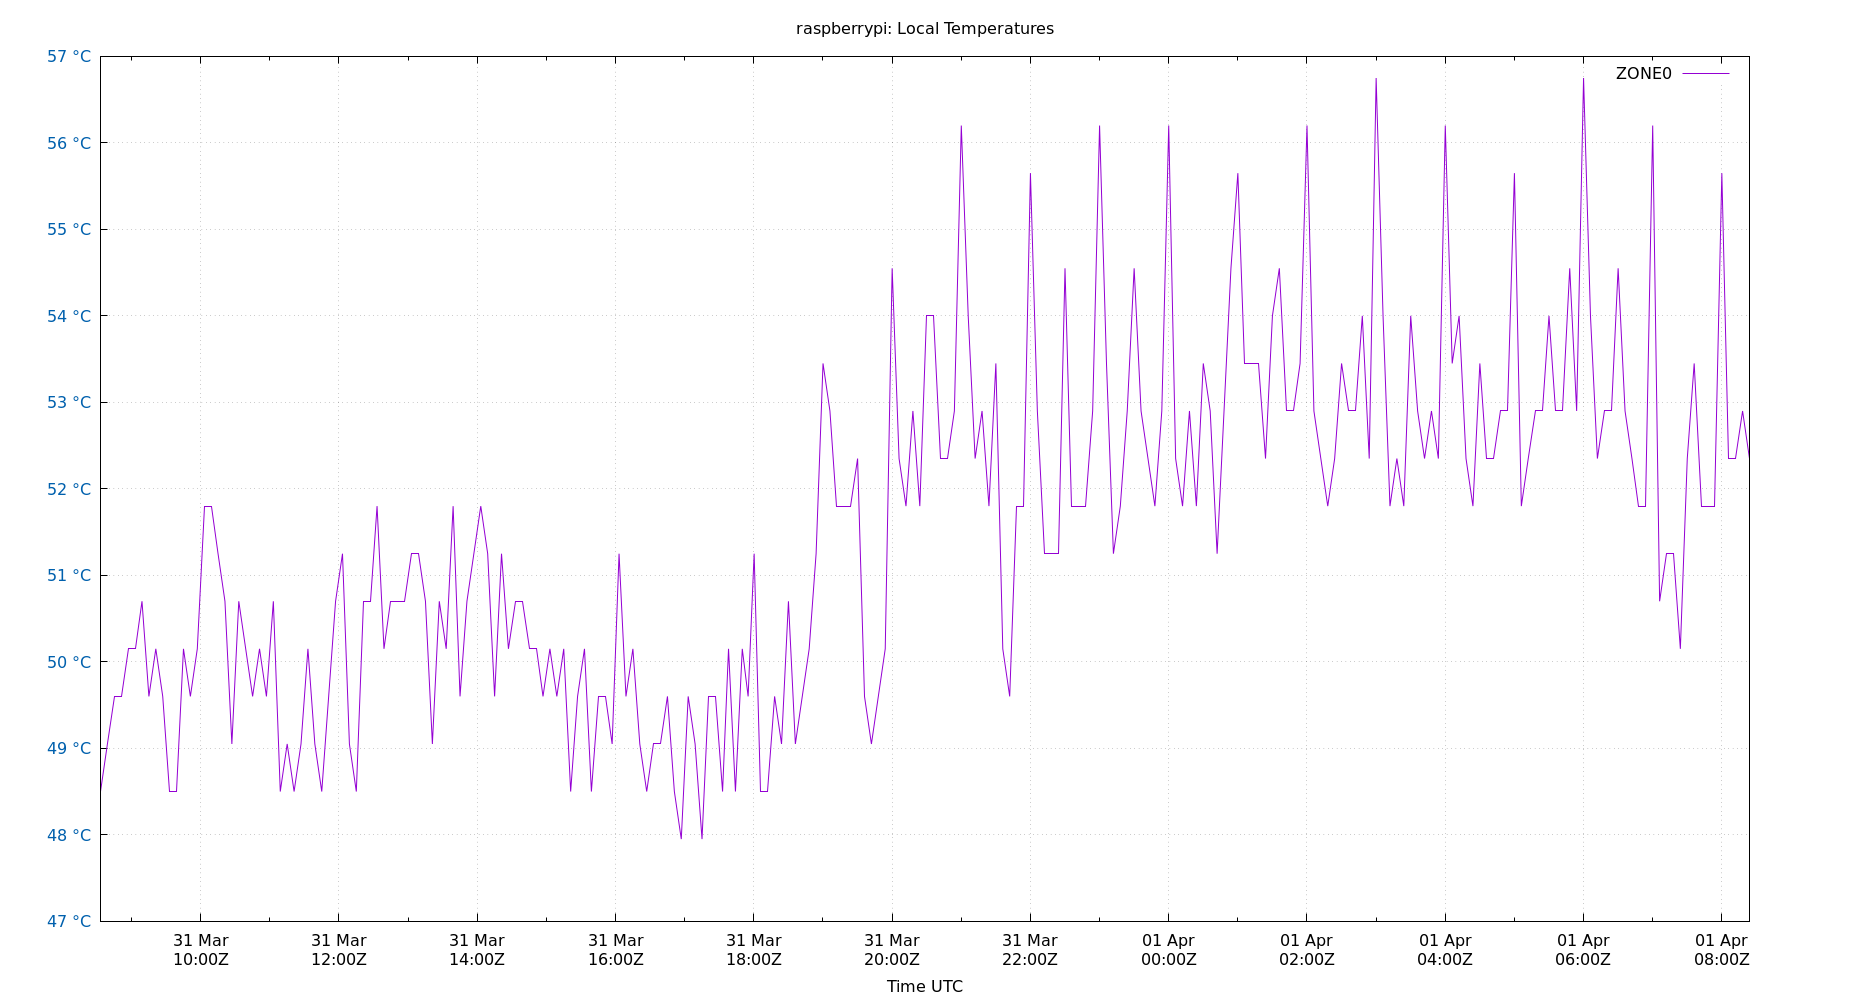 raspberrypi: Local Temperatures
ZONE0
57 °C
56 °C
55 °C
54 °C
53 °C
52 °C
51 °C
50 °C
49 °C
48 °C
47 °C
31 Mar 31 Mar 31 Mar 31 Mar 31 Mar 31 Mar 31 Mar 01 Apr 01 Apr 01 Apr 01 Apr 01 Apr
10:00Z 12:00Z 14:00Z 16:00Z 18:00Z 20:00Z 22:00Z 00:00Z 02:00Z 04:00Z 06:00Z 08:00Z
Time UTC